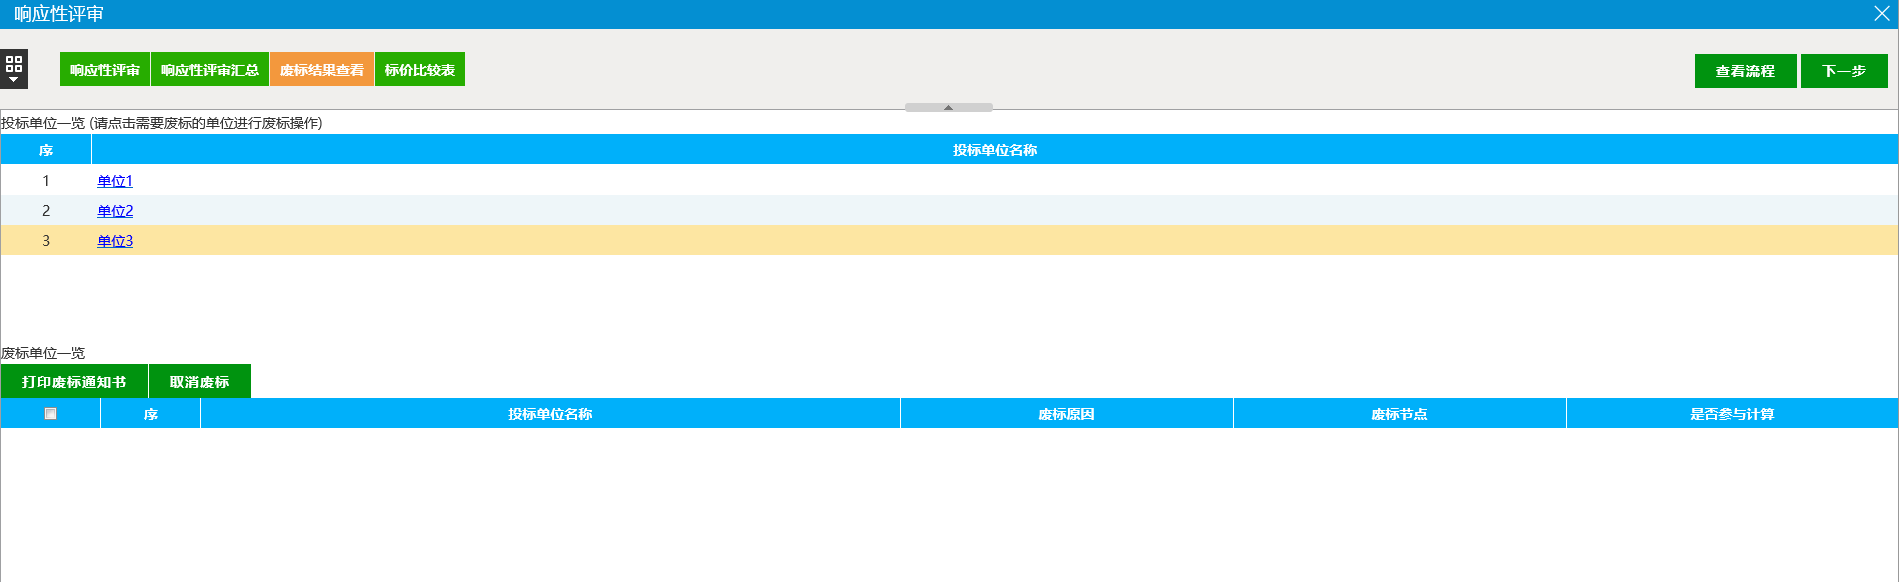 响应性评审
响应性评审 响应性评审汇总 废标结果查看 标价比较表 查看流程 下一步
投标单位一览 (请点击需要废标的单位进行废标操作)
序 投标单位名称
1 单位1
2 单位2
3 单位3
废标单位一览
打印废标通知书 取消废标
序 投标单位名称 废标原因 废标节点 是否参与计算